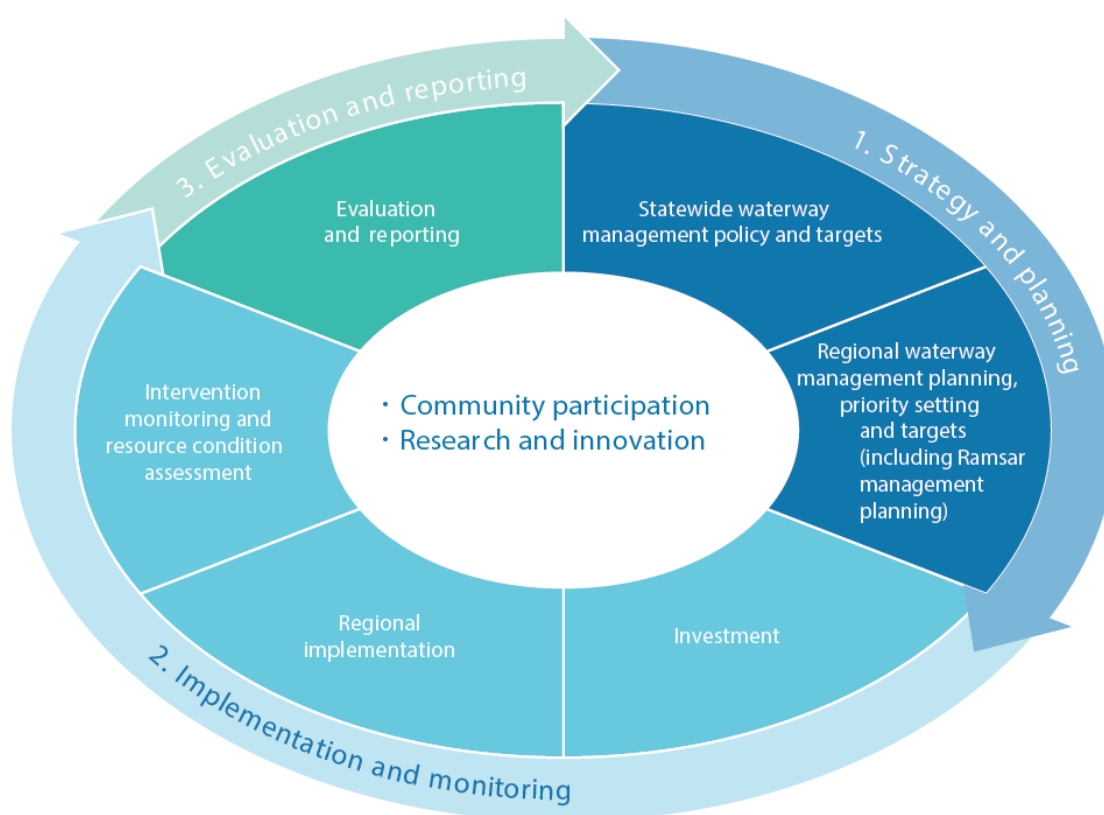 3. Evaluation and reporting
1. Strategy and planning
Evaluation
and reporting
Statewide waterway
management policy and targets
Regional waterway
management planning,
priority setting
and targets
(including Ramsar
management
planning)
Intervention
monitoring and
resource condition
assessment
· Community participation
· Research and innovation
Regional
implementation
Investment
2. Implementation and monitoring